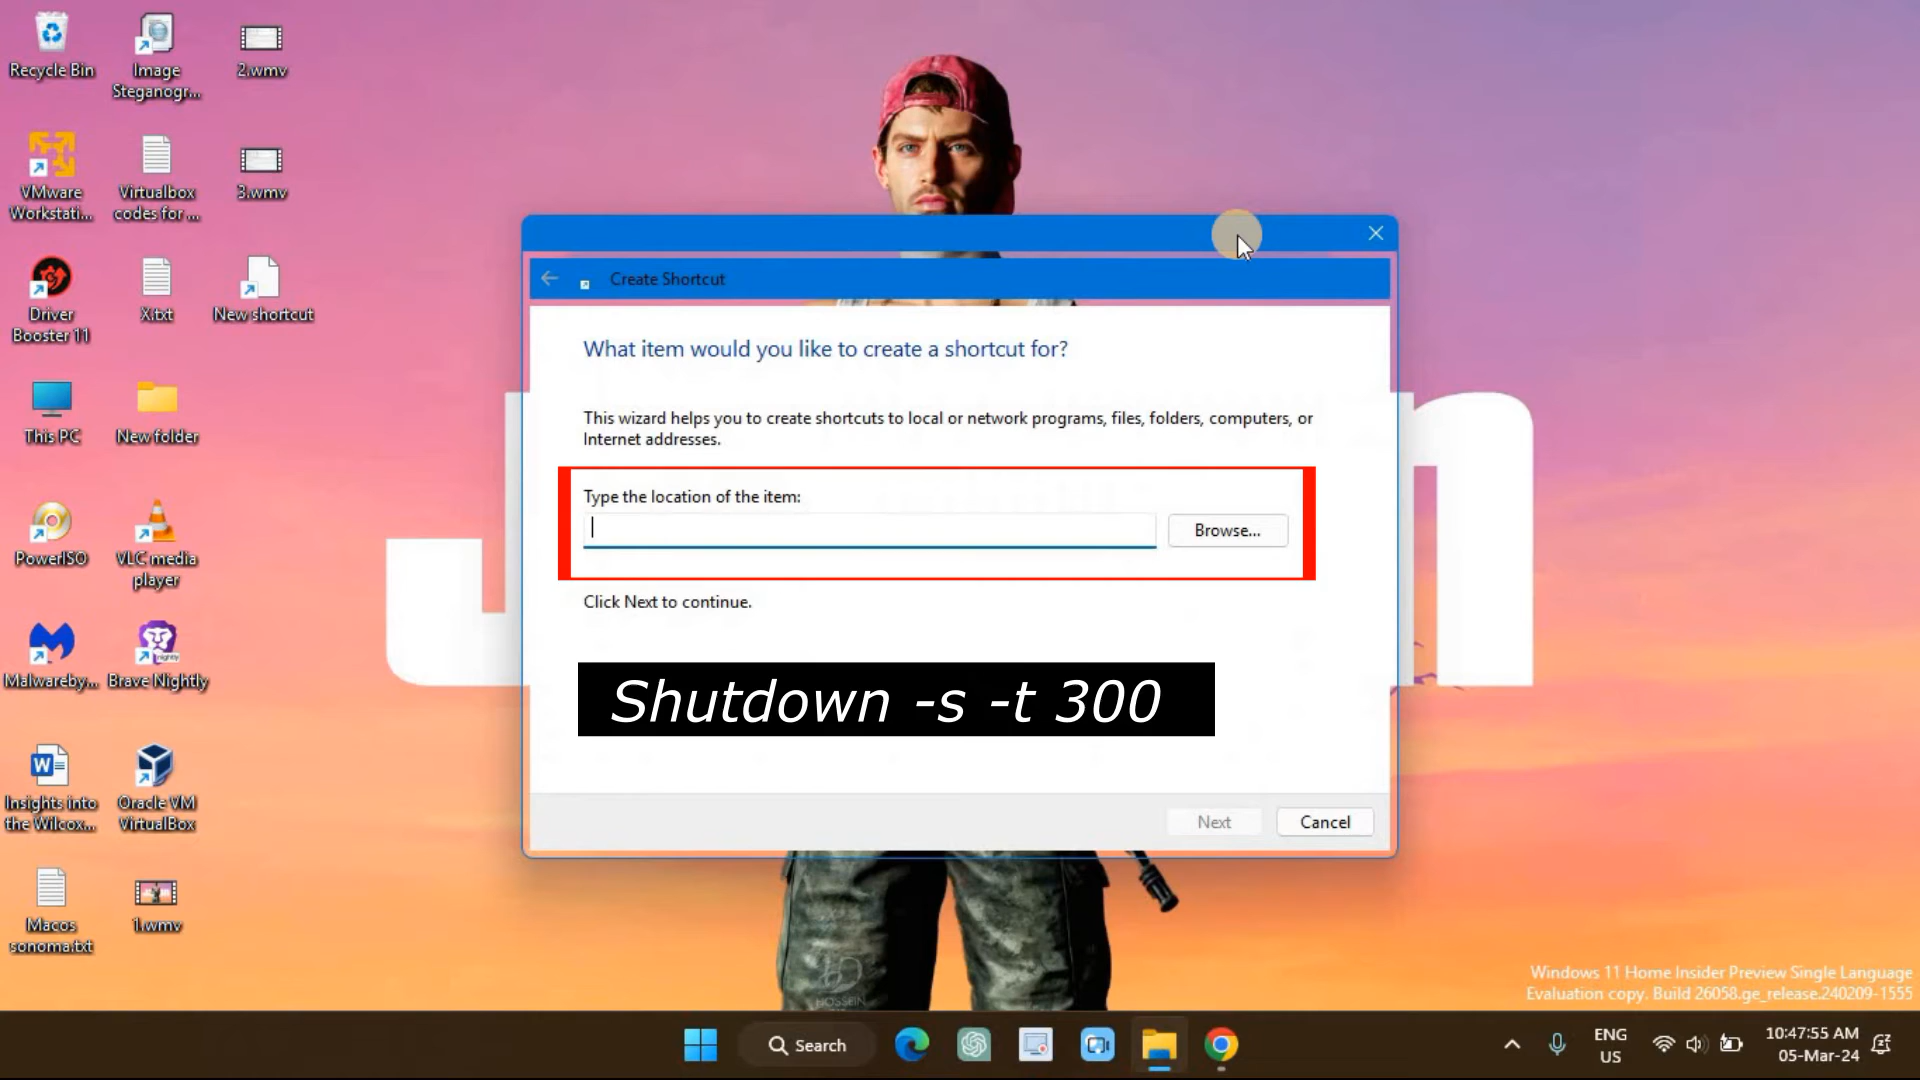 Recycle Bin
Image
Steganogr...
2.wmv
VMware
Workstati...
Virtualbox
codes for ...
3.wmv
Driver
Booster 11
X.txt
New shortcut
This PC
New folder
PowerISO
VLC media
player
Malwareby...
Brave Nightly
Insights into
the Wilcox...
Oracle VM
VirtualBox
Macos
sonoma.txt
1.wmv
Create Shortcut
What item would you like to create a shortcut for?
This wizard helps you to create shortcuts to local or network programs, files, folders, computers, or
Internet addresses.
Type the location of the item:
Browse...
Click Next to continue.
Shutdown -s -t 300
Next
Cancel
HOSSEIN
Windows 11 Home Insider Preview Single Language
Evaluation copy. Build 26058.ge_release.240209-1555
Search
ENG
US
10:47:55 AM
05-Mar-24